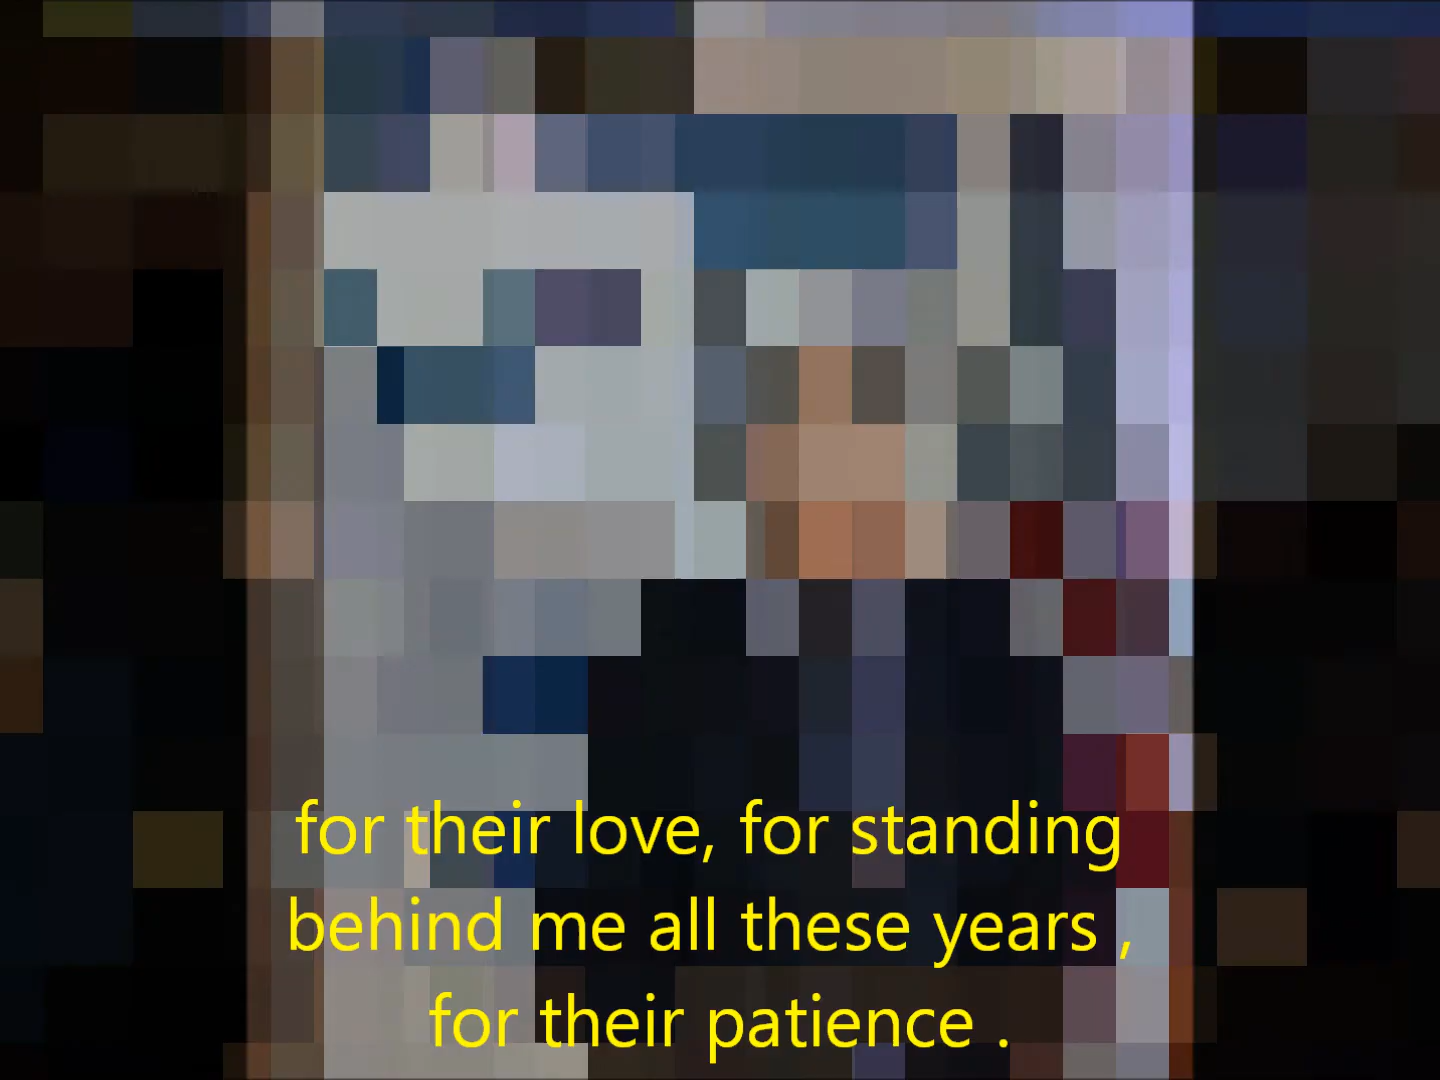 for their love, for standing
behind me all these years ,
for their patience .